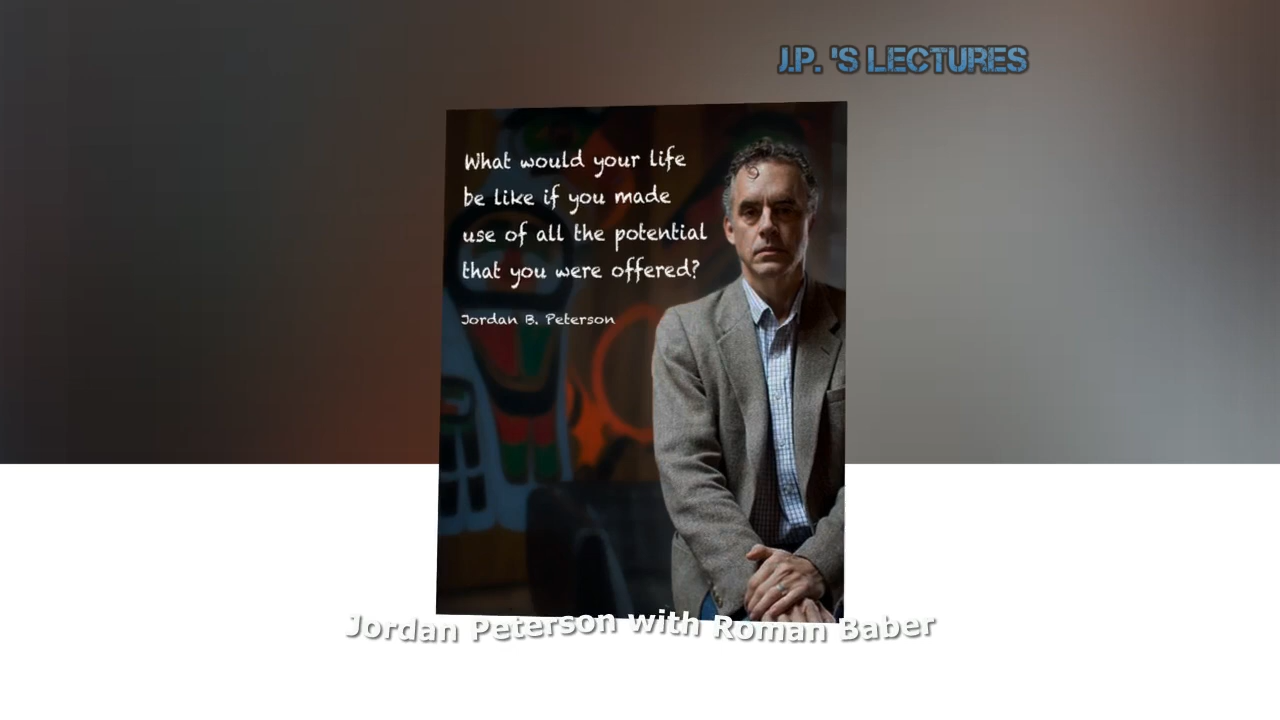 J.P. 'S LECTURES
What would your life
be like if you made
use of all the potential
that you were offered?
Jordan B. Peterson
Jordan Peterson with Roman Baber